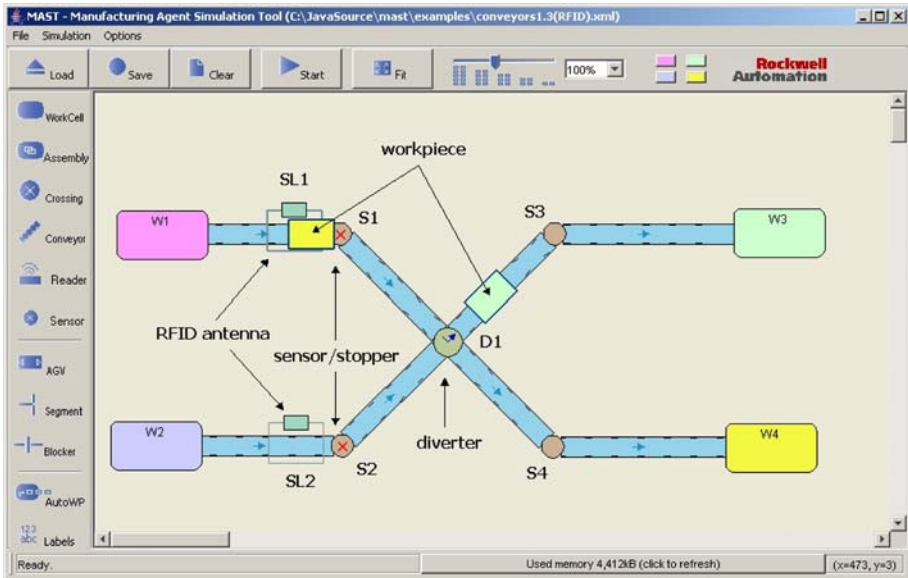 MAST - Manufacturing Agent Simulation Tool (C:\JavaSource\mast\examples\conveyors1.3(RFID).xml)
File Simulation Options
Load Save Clear Start Fit 100% Rockwell Automation
WorkCell
Assembly
Crossing
Conveyor
Reader
Sensor
AGV
Segment
Blocker
AutoWP
123
abc Labels
workpiece
SL1
S1
S3
W1
W3
RFID antenna
sensor/stopper
D1
W2
diverter
W4
SL2
S2
S4
Ready. Used memory 4,412kB (click to refresh) (x=473, y=3)